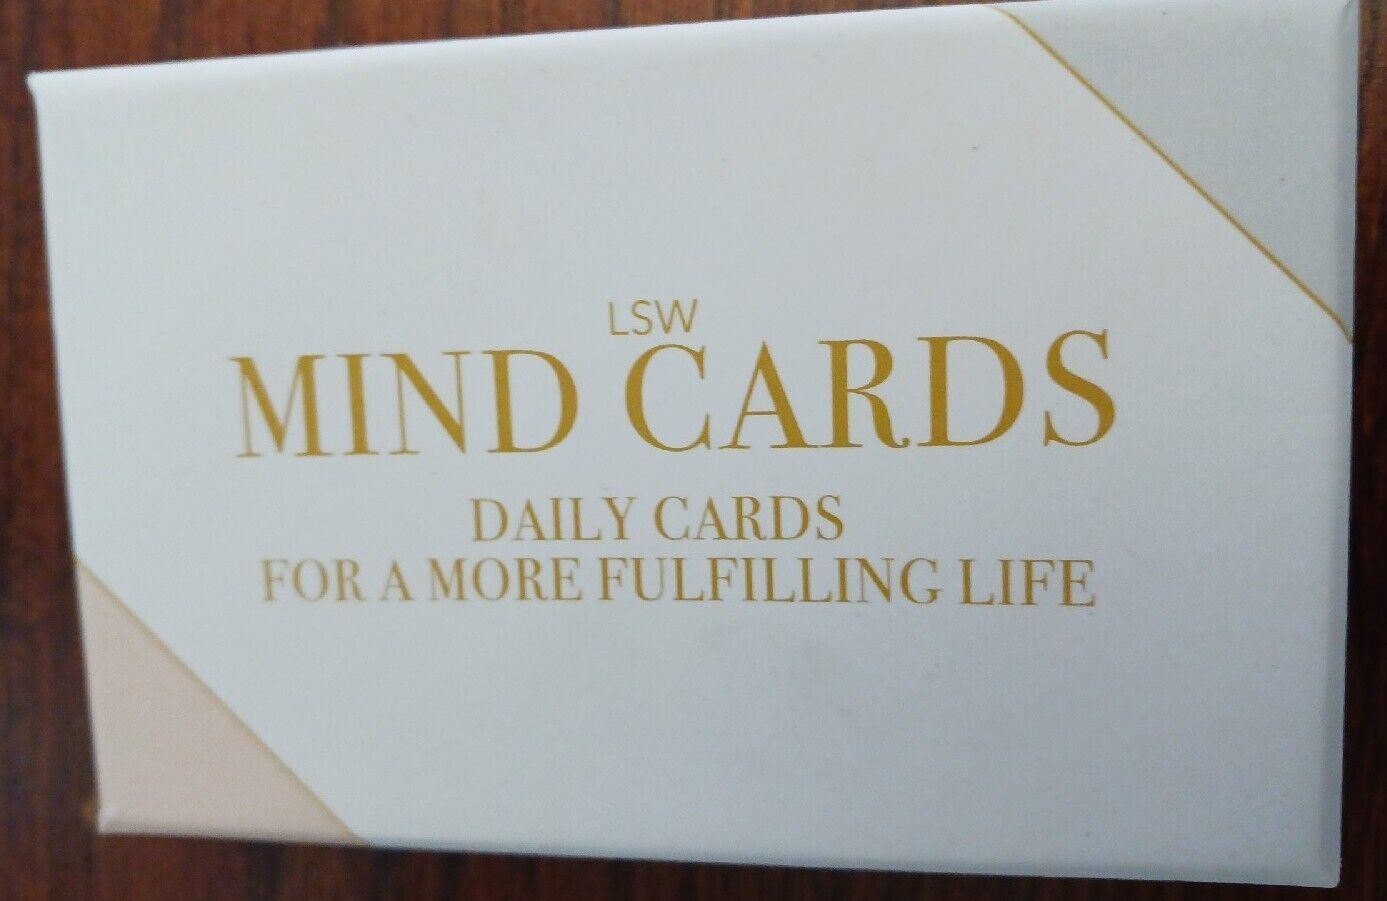 LSW
MIND CARDS
DAILY CARDS
FOR A MORE FULFILLING LIFE